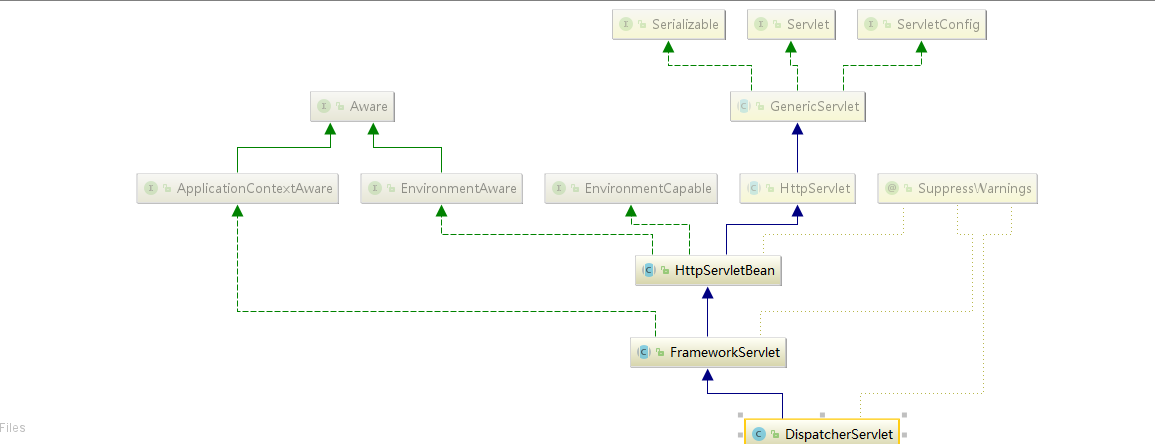 Serializable
Servlet
ServletConfig
Aware
GenericServlet
ApplicationContextAware
EnvironmentAware
EnvironmentCapable
HttpServlet
SuppressWarnings
HttpServletBean
FrameworkServlet
Files
DispatcherServlet